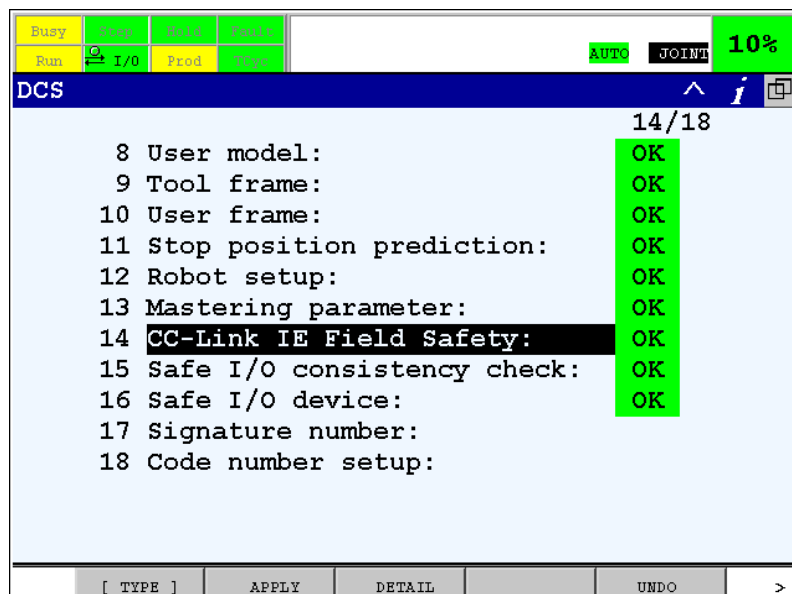 Busy Step Hold Fault
Run I/O Prod TCyc
AUTO JOINT 10%
DCS
14/18
8 User model: OK
9 Tool frame: OK
10 User frame: OK
11 Stop position prediction: OK
12 Robot setup: OK
13 Mastering parameter: OK
14 CC-Link IE Field Safety: OK
15 Safe I/O consistency check: OK
16 Safe I/O device: OK
17 Signature number:
18 Code number setup:
[ TYPE ] APPLY DETAIL UNDO >